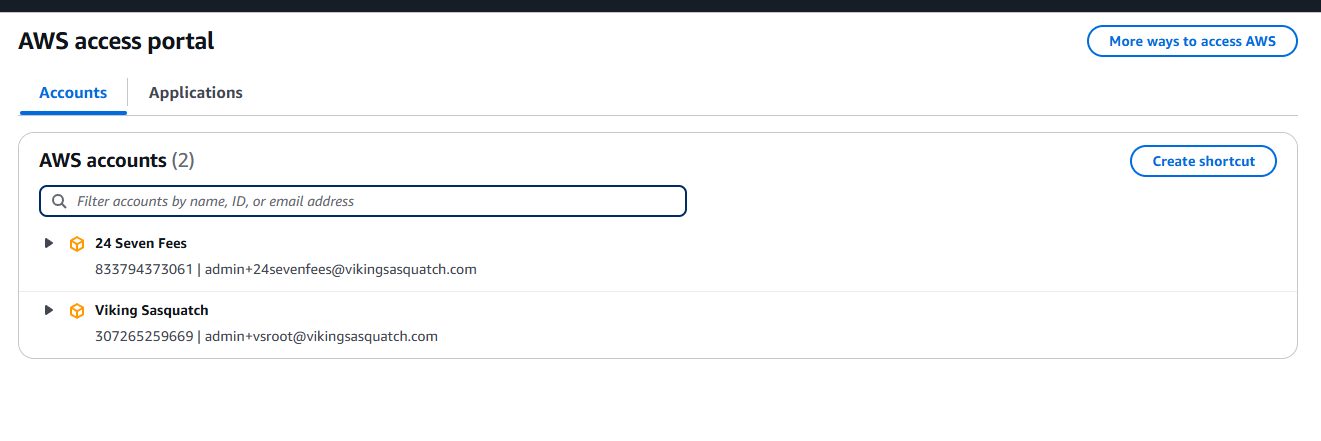 AWS access portal
More ways to access AWS
Accounts
Applications
AWS accounts (2)
Create shortcut
Filter accounts by name, ID, or email address
24 Seven Fees
833794373061 | admin+24sevenfees@vikingsasquatch.com
Viking Sasquatch
307265259669 | admin+vsroot@vikingsasquatch.com